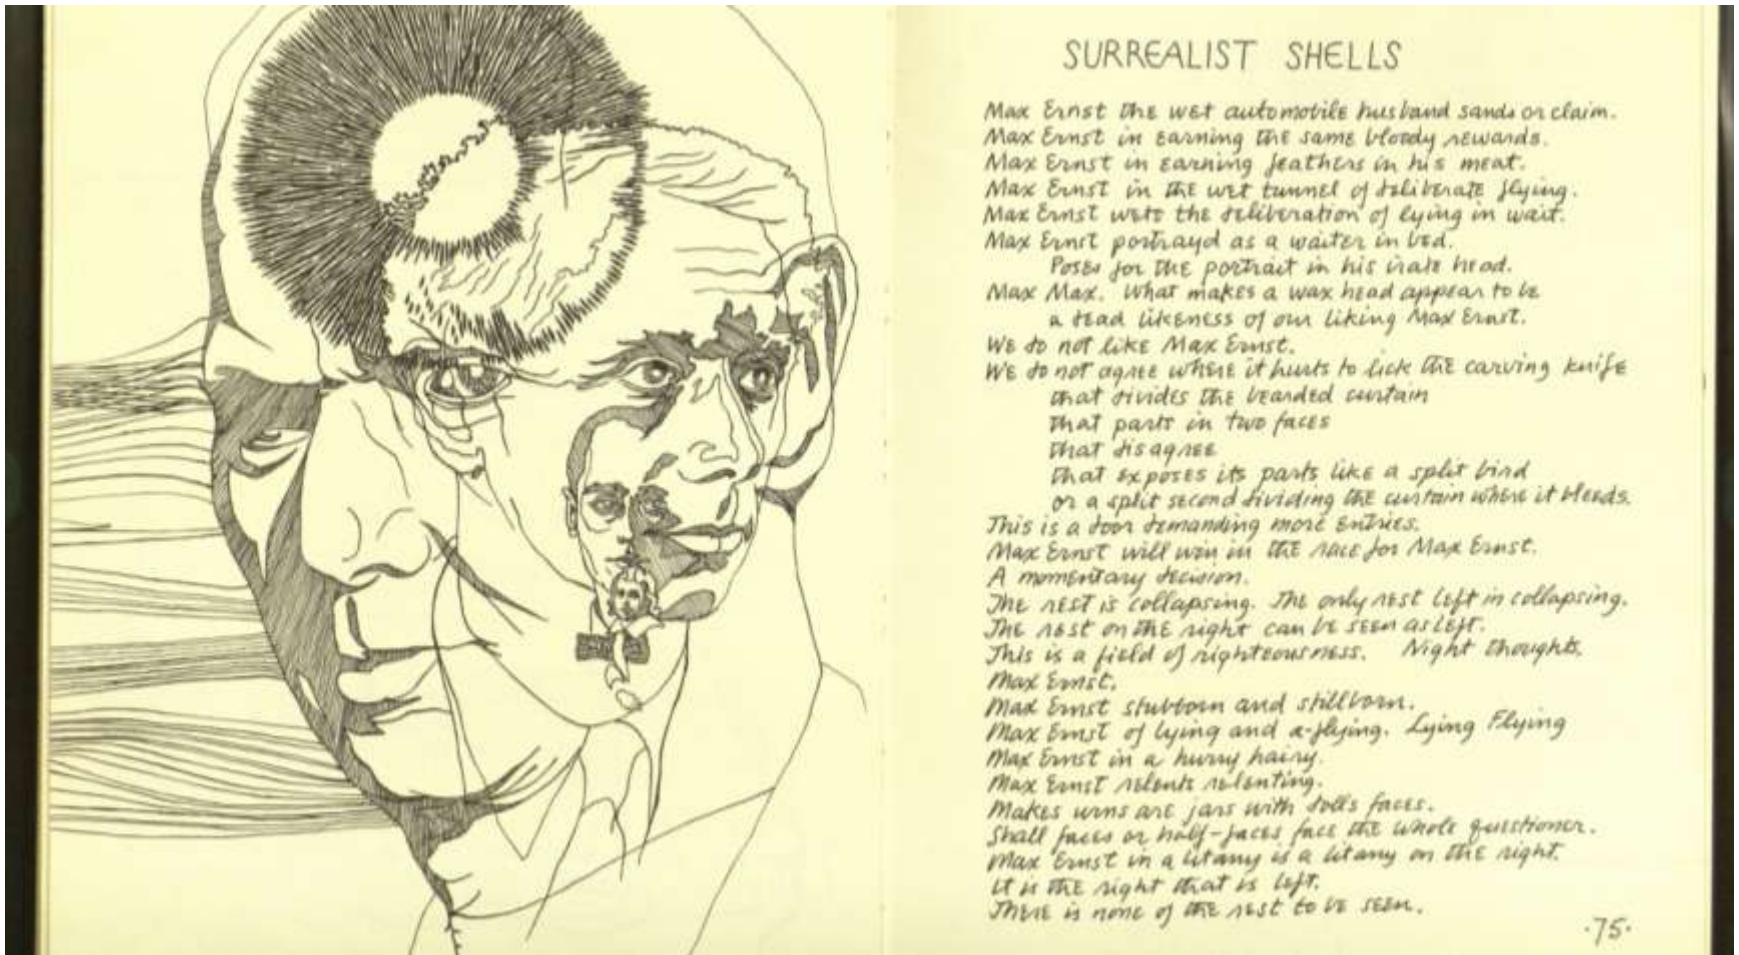 SURREALIST SHELLS
Max Ernst the wet automobile husband sands or claim.
Max Ernst in earning the same bloody rewards.
Max Ernst in earning feathers in his meat.
Max Ernst in the wet tunnel of deliberate flying.
Max Ernst wets the deliberation of lying in wait.
Max Ernst portrayd as a waiter in bed.
Poses for the portrait in his irate head.
Max Max. What makes a wax head appear to be
a dead likeness of our liking Max Ernst.
We do not like Max Ernst.
We do not agree where it hurts to lick the carving knife
that divides the bearded curtain
that parts in two faces
that disagree
that exposes its parts like a split bird
or a split second dividing the curtain where it bleeds.
This is a door demanding more entries.
Max Ernst will win in the race for Max Ernst.
A momentary decision.
The rest is collapsing. The only rest left in collapsing.
The rest on the right can be seen as left.
This is a field of righteousness. Night thoughts.
Max Ernst.
Max Ernst stubborn and stillborn.
Max Ernst of lying and a-flying. Lying Flying
Max Ernst in a hurry hairy.
Max Ernst relents relenting.
Makes urns are jars with dolls faces.
Shall faces or half-faces face the whole questioner.
Max Ernst in a litany is a litany on the right.
It is the right that is left.
There is none of the rest to be seen.
·75·